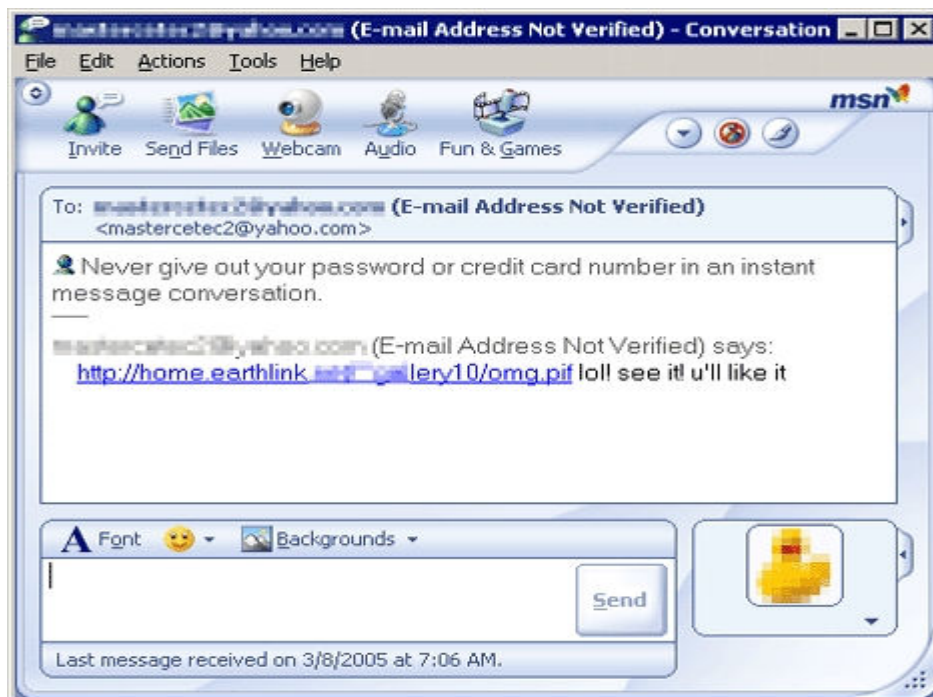 (E-mail Address Not Verified) - Conversation
File Edit Actions Tools Help
msn
Invite Send Files Webcam Audio Fun & Games
To: (E-mail Address Not Verified)
<mastercetec2@yahoo.com>
Never give out your password or credit card number in an instant
message conversation.
(E-mail Address Not Verified) says:
http://home.earthlink. llery10/omg.pif lol! see it! u'll like it
A Font Backgrounds
Send
Last message received on 3/8/2005 at 7:06 AM.